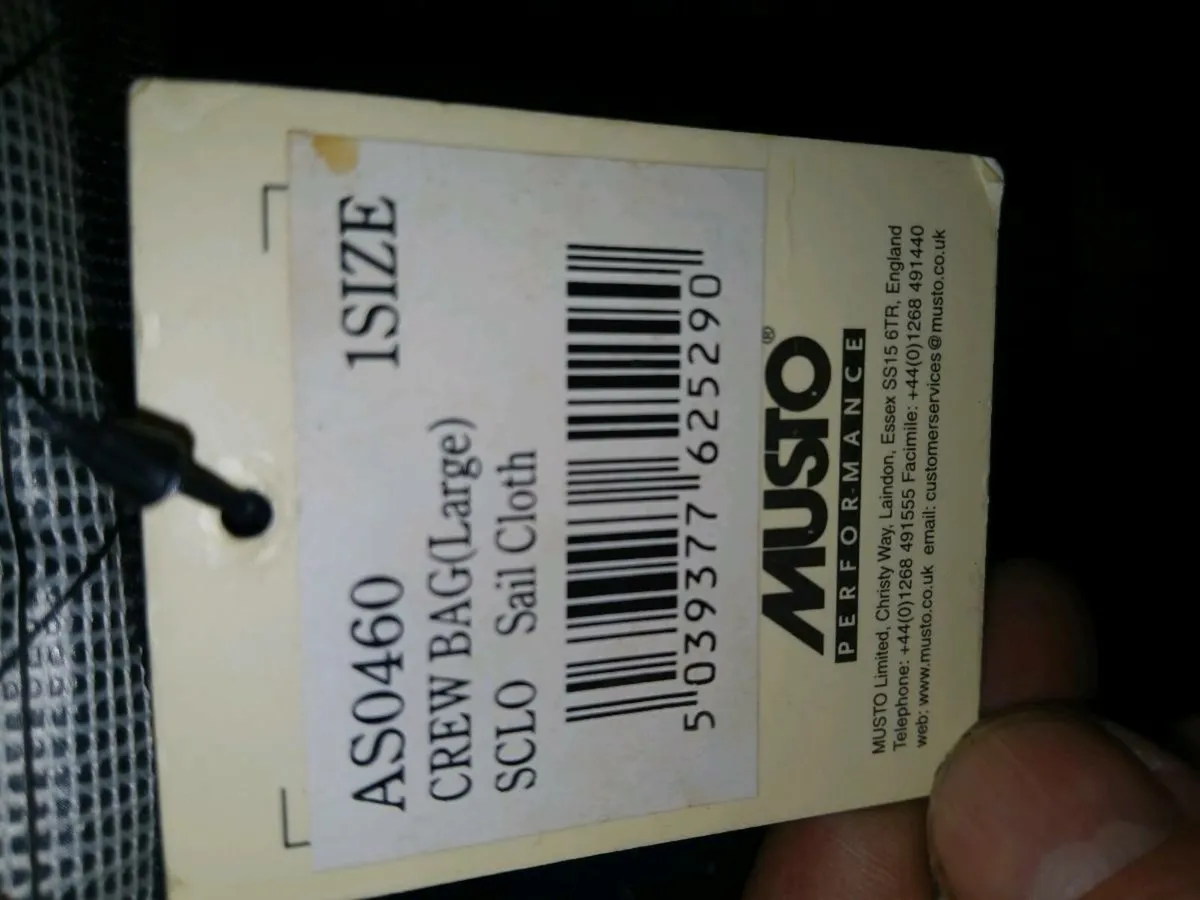 AS0460 1SIZE
CREW BAG(Large)
SCLO Sail Cloth
5 039377 625290
MUSTO®
PERFORMANCE
MUSTO Limited, Christy Way, Laindon, Essex SS15 6TR, England
Telephone: +44(0)1268 491555 Facimile: +44(0)1268 491440
web: www.musto.co.uk email: customerservices@musto.co.uk